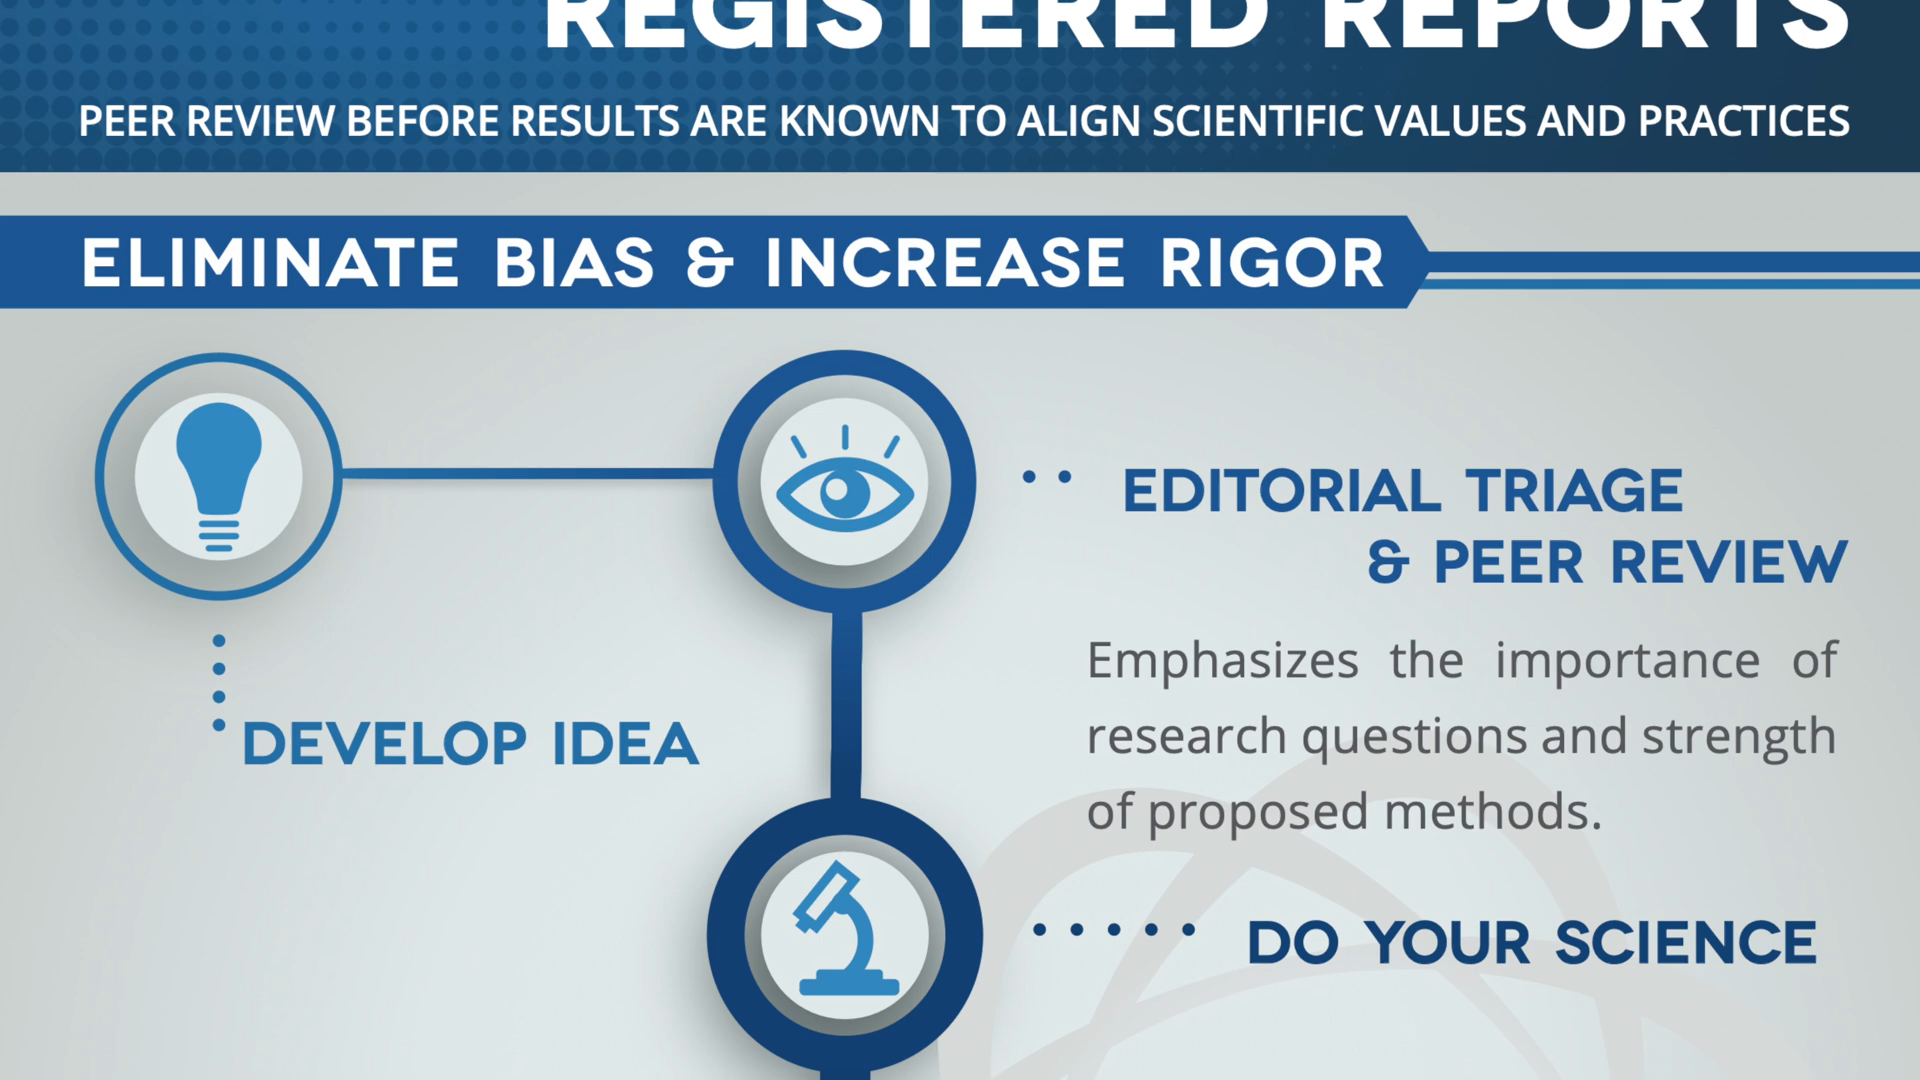 REGISTERED REPORTS
PEER REVIEW BEFORE RESULTS ARE KNOWN TO ALIGN SCIENTIFIC VALUES AND PRACTICES
ELIMINATE BIAS & INCREASE RIGOR
EDITORIAL TRIAGE
& PEER REVIEW
Emphasizes the importance of
research questions and strength
of proposed methods.
DEVELOP IDEA
DO YOUR SCIENCE